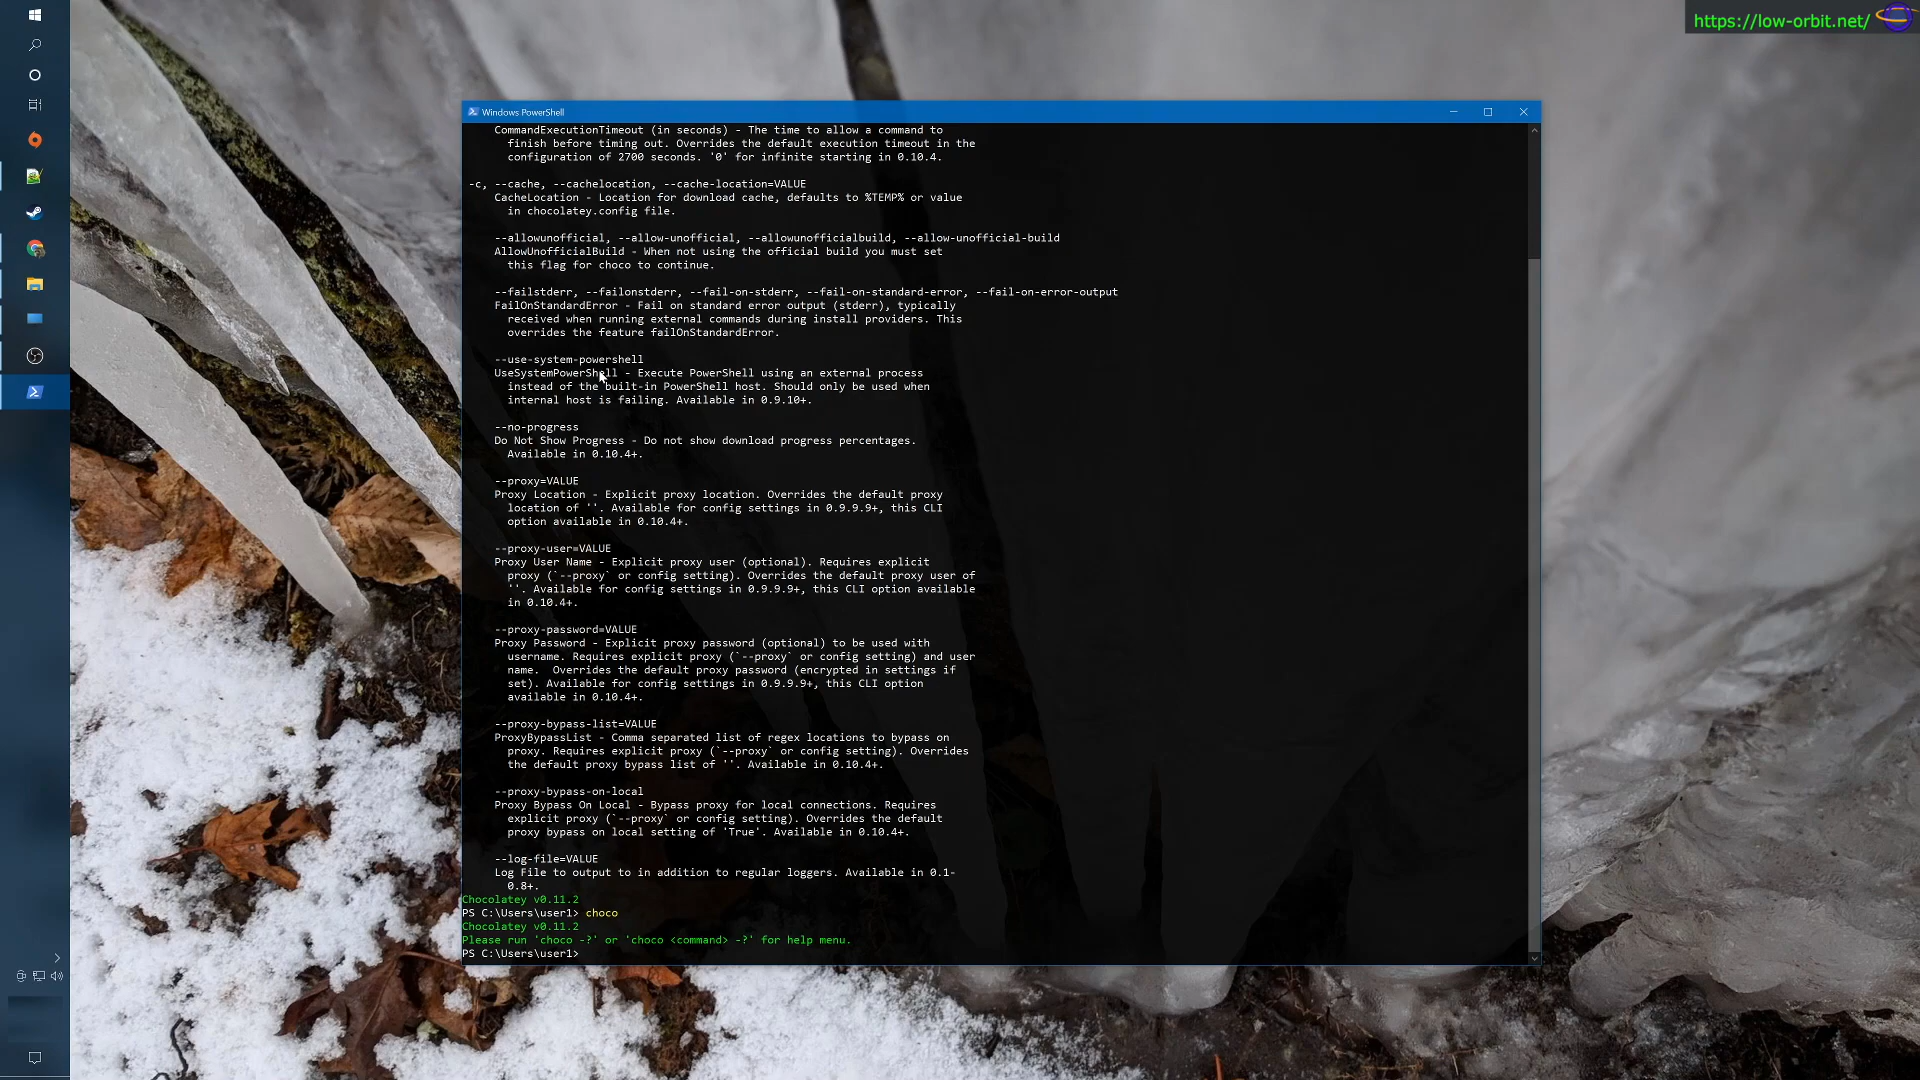 https://low-orbit.net/
Windows PowerShell
CommandExecutionTimeout (in seconds) - The time to allow a command to
finish before timing out. Overrides the default execution timeout in the
configuration of 2700 seconds. '0' for infinite starting in 0.10.4.
-c, --cache, --cachelocation, --cache-location=VALUE
CacheLocation - Location for download cache, defaults to %TEMP% or value
in chocolatey.config file.
--allowunofficial, --allow-unofficial, --allowunofficialbuild, --allow-unofficial-build
AllowUnofficialBuild - When not using the official build you must set
this flag for choco to continue.
--failstderr, --failonstderr, --fail-on-stderr, --fail-on-standard-error, --fail-on-error-output
FailOnStandardError - Fail on standard error output (stderr), typically
received when running external commands during install providers. This
overrides the feature failOnStandardError.
--use-system-powershell
UseSystemPowerShell - Execute PowerShell using an external process
instead of the built-in PowerShell host. Should only be used when
internal host is failing. Available in 0.9.10+.
--no-progress
Do Not Show Progress - Do not show download progress percentages.
Available in 0.10.4+.
--proxy=VALUE
Proxy Location - Explicit proxy location. Overrides the default proxy
location of ''. Available for config settings in 0.9.9.9+, this CLI
option available in 0.10.4+.
--proxy-user=VALUE
Proxy User Name - Explicit proxy user (optional). Requires explicit
proxy (`--proxy` or config setting). Overrides the default proxy user of
''. Available for config settings in 0.9.9.9+, this CLI option available
in 0.10.4+.
--proxy-password=VALUE
Proxy Password - Explicit proxy password (optional) to be used with
username. Requires explicit proxy (`--proxy` or config setting) and user
name.  Overrides the default proxy password (encrypted in settings if
set). Available for config settings in 0.9.9.9+, this CLI option
available in 0.10.4+.
--proxy-bypass-list=VALUE
ProxyBypassList - Comma separated list of regex locations to bypass on
proxy. Requires explicit proxy (`--proxy` or config setting). Overrides
the default proxy bypass list of ''. Available in 0.10.4+.
--proxy-bypass-on-local
Proxy Bypass On Local - Bypass proxy for local connections. Requires
explicit proxy (`--proxy` or config setting). Overrides the default
proxy bypass on local setting of 'True'. Available in 0.10.4+.
--log-file=VALUE
Log File to output to in addition to regular loggers. Available in 0.1-
0.8+.
Chocolatey v0.11.2
PS C:\Users\user1> choco
Chocolatey v0.11.2
Please run 'choco -?' or 'choco <command> -?' for help menu.
PS C:\Users\user1>